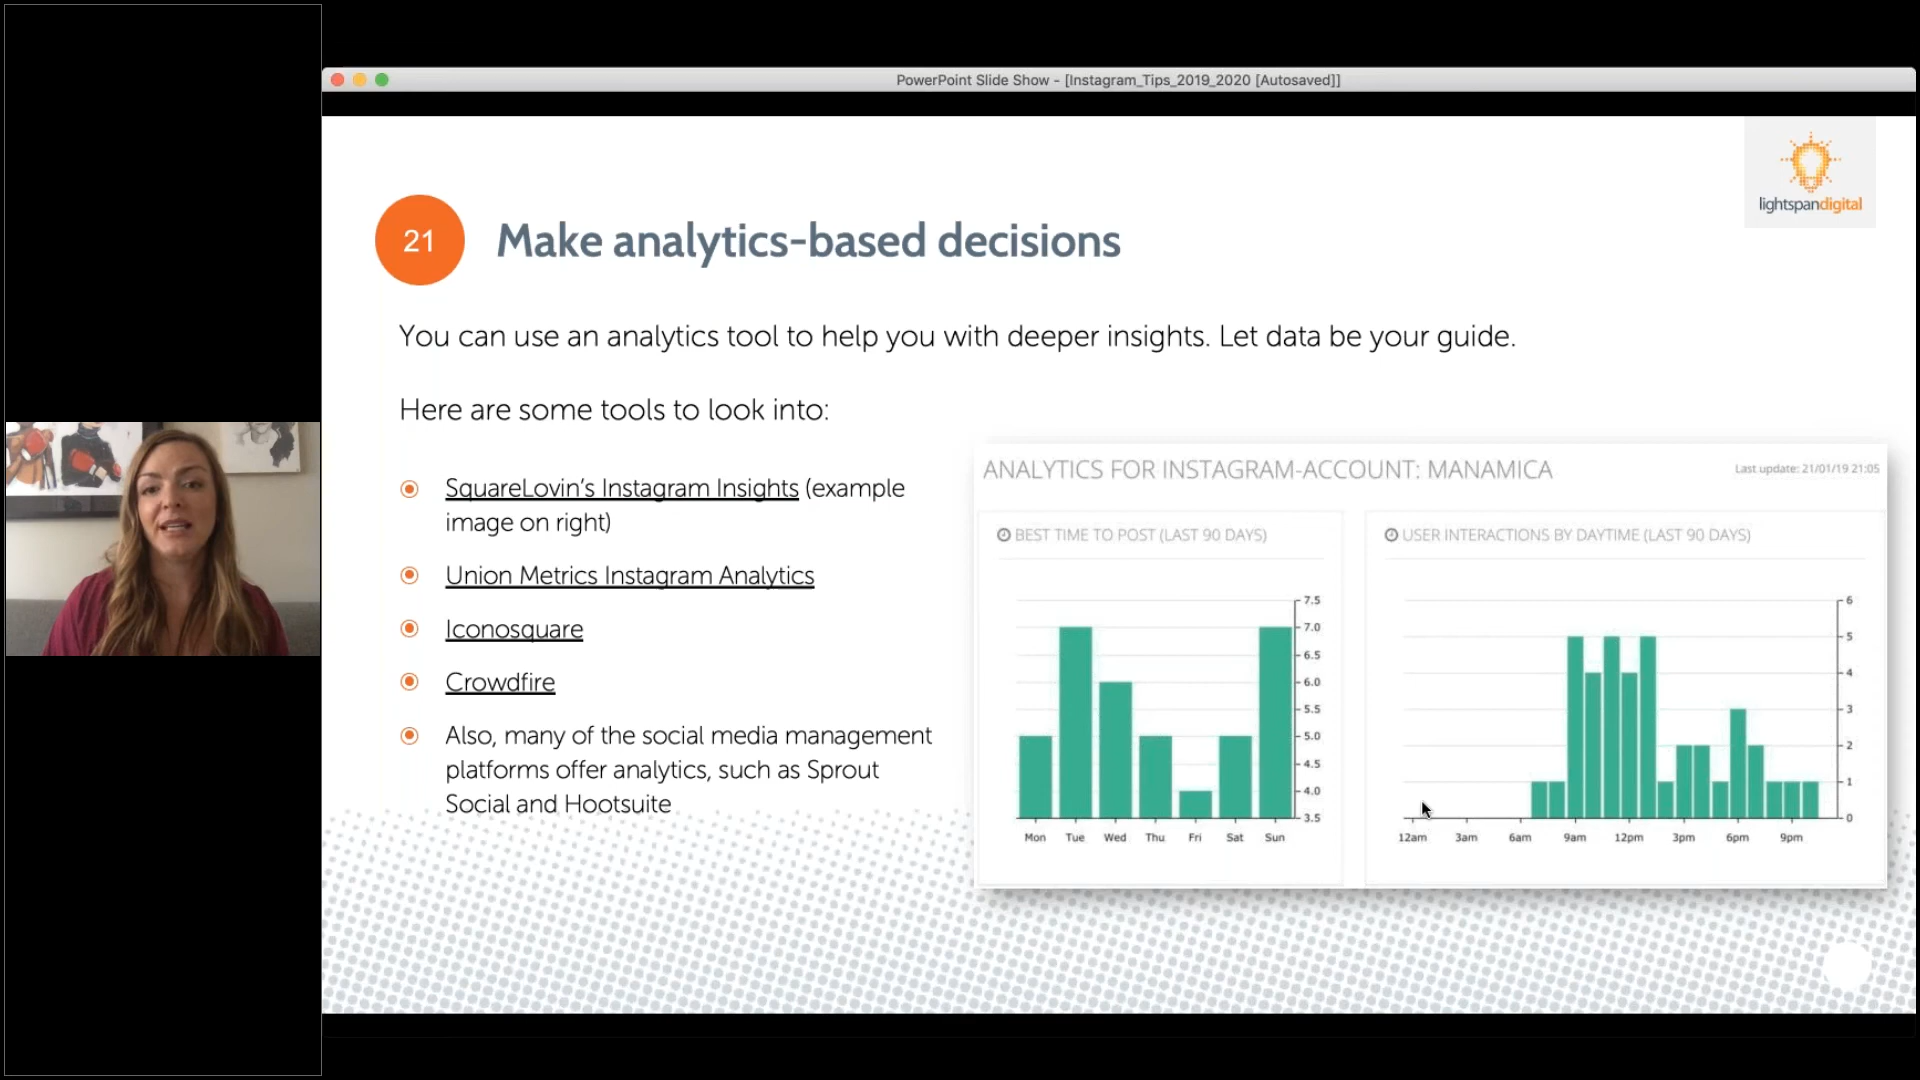 PowerPoint Slide Show - [Instagram_Tips_2019_2020 [Autosaved]]
lightspandigital
21
Make analytics-based decisions
You can use an analytics tool to help you with deeper insights. Let data be your guide.
Here are some tools to look into:
SquareLovin's Instagram Insights (example
image on right)
Union Metrics Instagram Analytics
Iconosquare
Crowdfire
Also, many of the social media management
platforms offer analytics, such as Sprout
Social and Hootsuite
ANALYTICS FOR INSTAGRAM-ACCOUNT: MANAMICA
Last update: 21/01/19 21:05
BEST TIME TO POST (LAST 90 DAYS)
7.5
7.0
6.5
6.0
5.5
5.0
4.5
4.0
3.5
Mon Tue Wed Thu Fri Sat Sun
USER INTERACTIONS BY DAYTIME (LAST 90 DAYS)
6
5
4
3
2
1
0
12am 3am 6am 9am 12pm 3pm 6pm 9pm